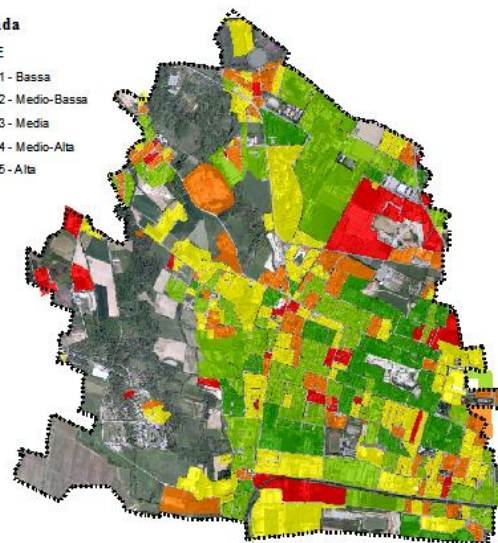 da
E
1 - Bassa
2 - Medio-Bassa
3 - Media
4 - Medio-Alta
5 - Alta